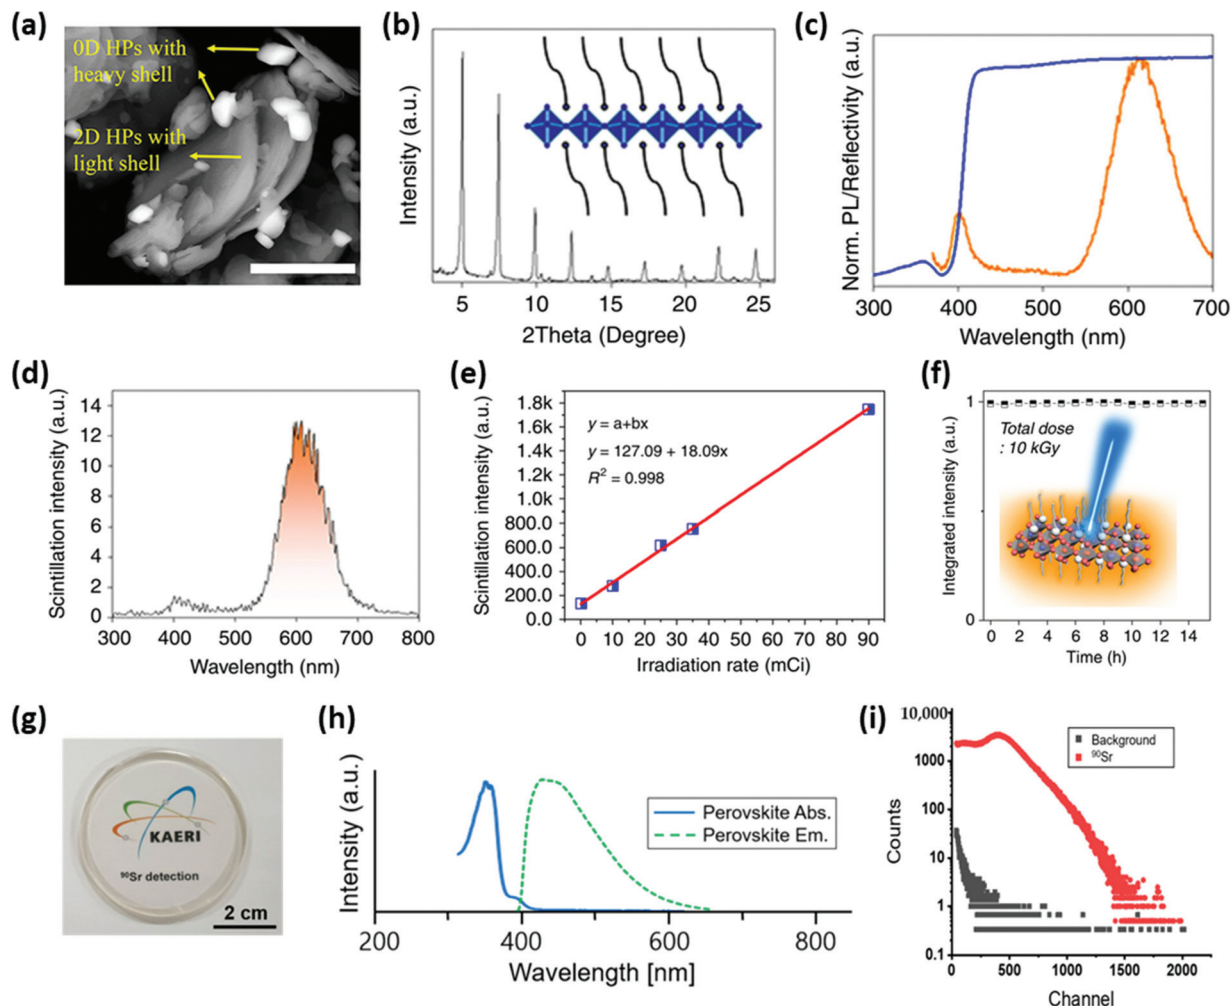 (a)
0D HPs with
heavy shell
2D HPs with
light shell
(b)
Intensity (a.u.)
5 10 15 20 25
2Theta (Degree)
(c)
Norm. PL/Reflectivity (a.u.)
300 400 500 600 700
Wavelength (nm)
(d)
Scintillation intensity (a.u.)
14
12
10
8
6
4
2
0
300 400 500 600 700 800
Wavelength (nm)
(e)
Scintillation intensity (a.u.)
1.8k
1.6k
1.4k
1.2k
1.0k
800.0
600.0
400.0
200.0
0.0
y = a+bx
y = 127.09 + 18.09x
R² = 0.998
0 10 20 30 40 50 60 70 80 90
Irradiation rate (mCi)
(f)
Integrated intensity (a.u.)
1
0
Total dose
: 10 kGy
0 2 4 6 8 10 12 14
Time (h)
(g)
KAERI
⁹⁰Sr detection
2 cm
(h)
Intensity (a.u.)
Perovskite Abs.
Perovskite Em.
200 400 600 800
Wavelength [nm]
(i)
Counts
10,000
1000
100
10
1
0.1
Background
⁹⁰Sr
0 500 1000 1500 2000
Channel